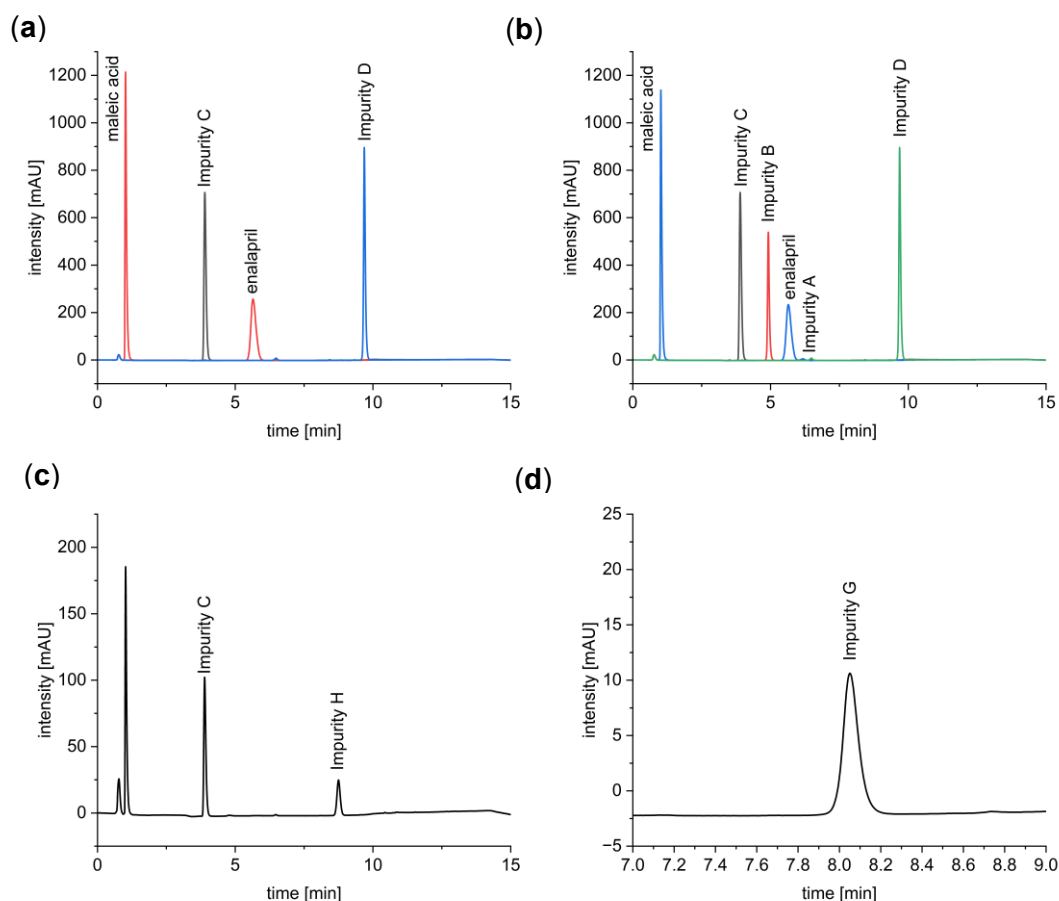 (a)
intensity [mAU]
1200
1000
800
600
400
200
0
maleic acid
Impurity C
enalapril
Impurity D
0
5
10
15
time [min]
(b)
intensity [mAU]
1200
1000
800
600
400
200
0
maleic acid
Impurity C
Impurity B
enalapril
Impurity A
Impurity D
0
5
10
15
time [min]
(c)
intensity [mAU]
200
150
100
50
0
Impurity C
Impurity H
0
5
10
15
time [min]
(d)
intensity [mAU]
25
20
15
10
5
0
−5
Impurity G
7.0 7.2 7.4 7.6 7.8 8.0 8.2 8.4 8.6 8.8 9.0
time [min]